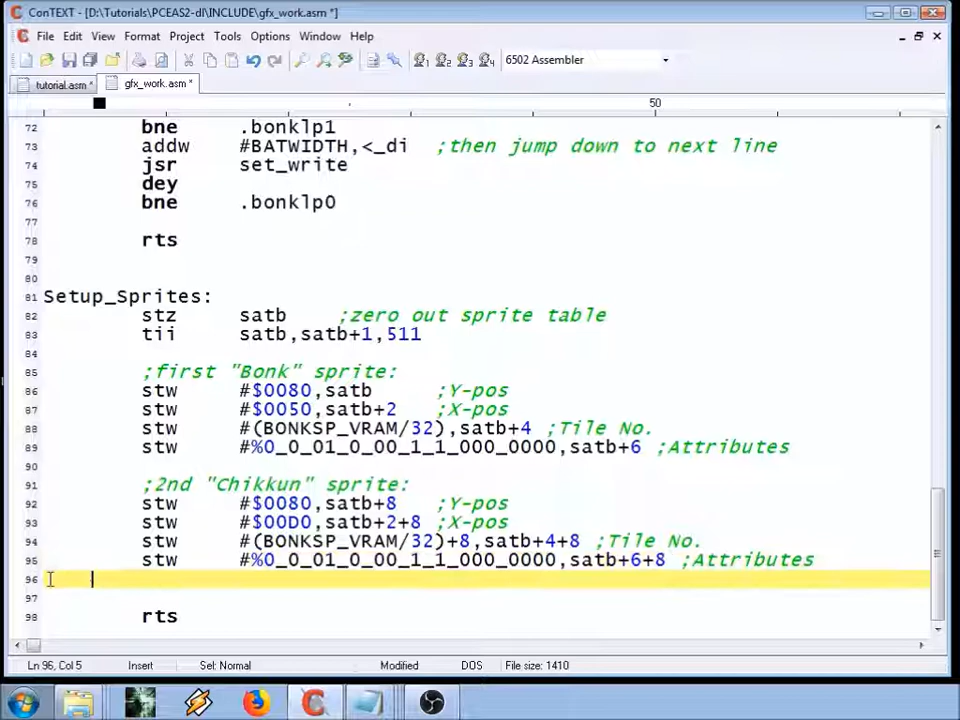 ConTEXT - [D:\Tutorials\PCEAS2-dl\INCLUDE\gfx_work.asm *]
File Edit View Format Project Tools Options Window Help
6502 Assembler
tutorial.asm * gfx_work.asm *
50
72 bne .bonklp1
73 addw #BATWIDTH,<_di ;then jump down to next line
74 jsr set_write
75 dey
76 bne .bonklp0
77
78 rts
79
80
81 Setup_Sprites:
82 stz satb ;zero out sprite table
83 tii satb,satb+1,511
84
85 ;first "Bonk" sprite:
86 stw #$0080,satb ;Y-pos
87 stw #$0050,satb+2 ;X-pos
88 stw #(BONKSP_VRAM/32),satb+4 ;Tile No.
89 stw #%0_0_01_0_00_1_1_000_0000,satb+6 ;Attributes
90
91 ;2nd "Chikkun" sprite:
92 stw #$0080,satb+8 ;Y-pos
93 stw #$00D0,satb+2+8 ;X-pos
94 stw #(BONKSP_VRAM/32)+8,satb+4+8 ;Tile No.
95 stw #%0_0_01_0_00_1_1_000_0000,satb+6+8 ;Attributes
96
97
98 rts
Ln 96, Col 5 Insert Sel: Normal Modified DOS File size: 1410